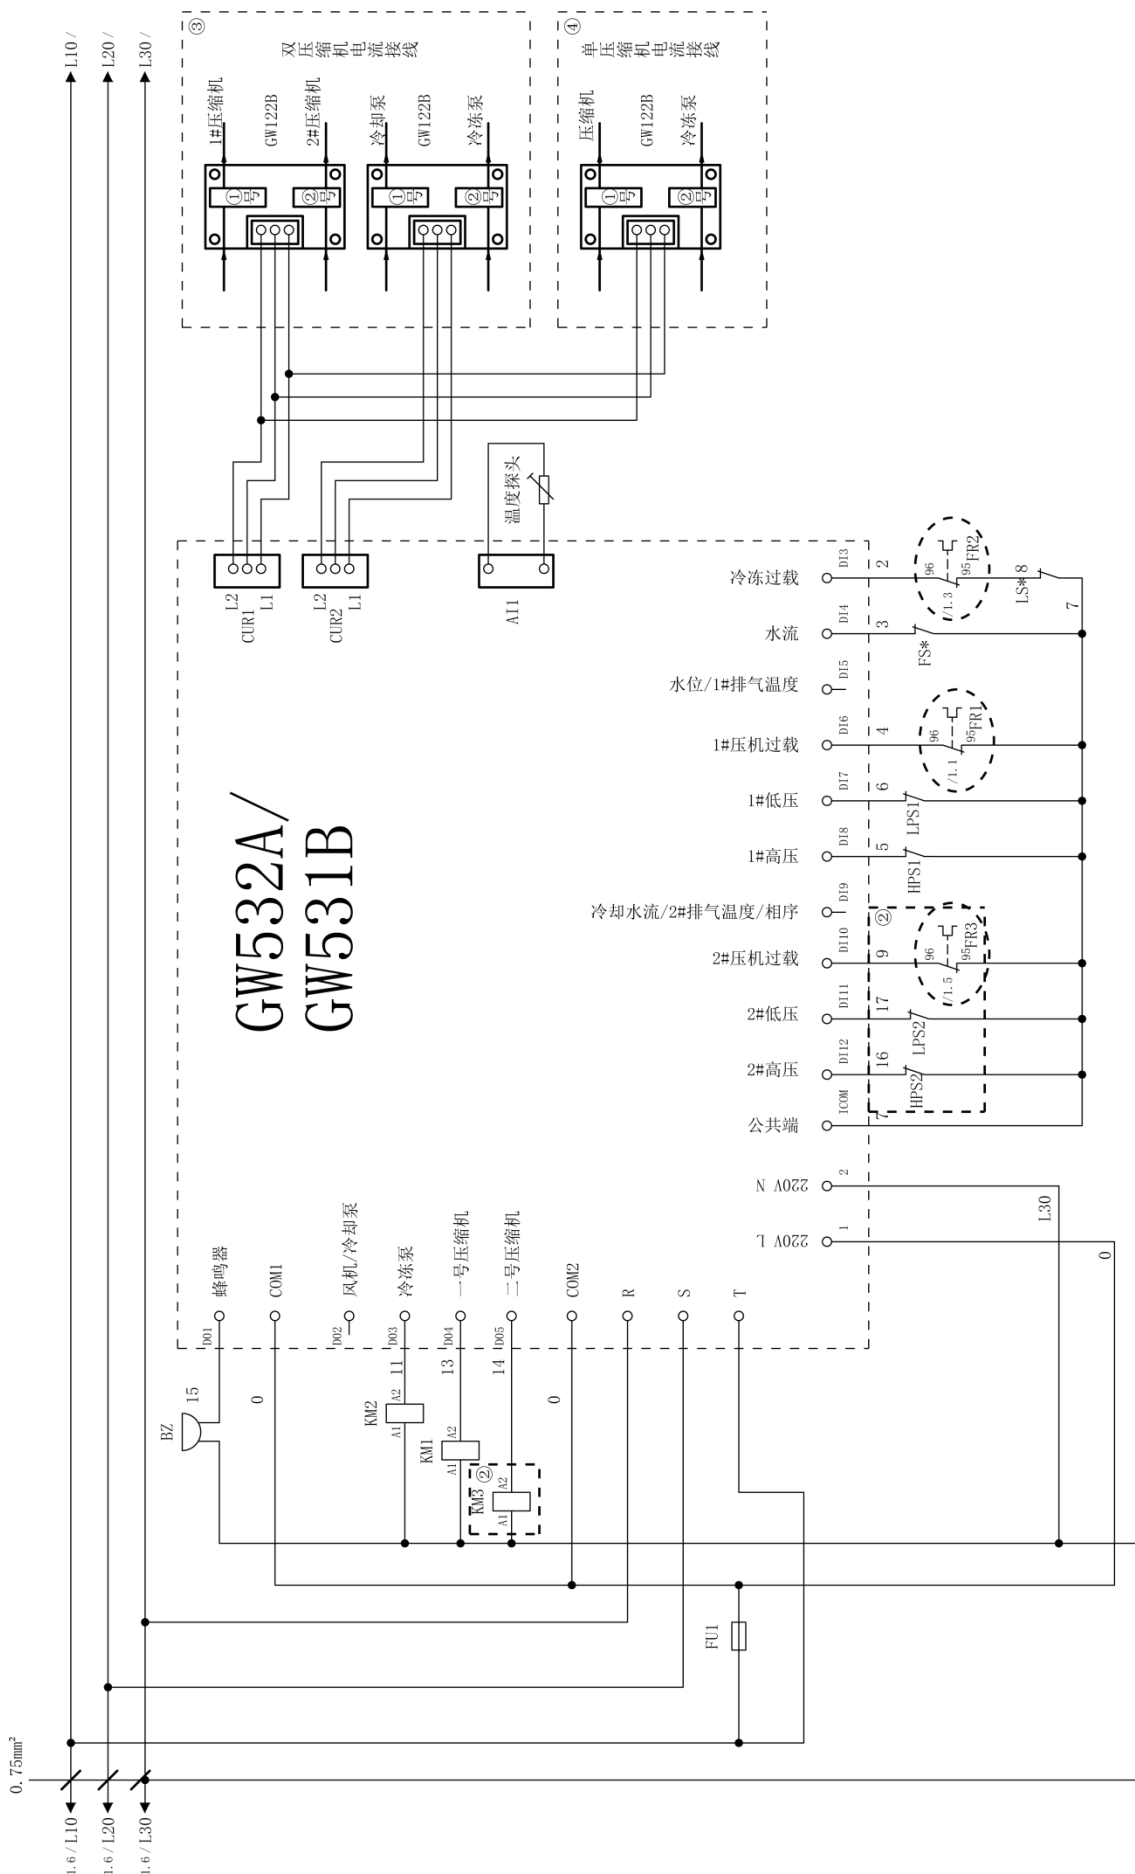 L10 /
L20 /
L30 /
③
双压缩机电流接线
1#压缩机
GW122B
2#压缩机
①号
②号
冷却泵
GW122B
冷冻泵
①号
②号
④
单压缩机电流接线
压缩机
GW122B
冷冻泵
①号
②号
L2
CUR1
L1
L2
CUR2
L1
AI1
温度探头
GW532A/
GW531B
冷冻过载
DI3
2
96
95
FR2
/1.3
LS*
8
7
水流
DI4
3
FS*
水位/1#排气温度
DI5
1#压机过载
DI6
4
96
95
FR1
/1.1
1#低压
DI7
6
LPS1
1#高压
DI8
5
HPS1
冷却水流/2#排气温度/相序
DI9
②
2#压机过载
DI10
9
96
95
FR3
/1.5
2#低压
DI11
17
LPS2
2#高压
DI12
16
HPS2
公共端
ICOM
7
220V N
2
L30
220V L
1
0
蜂鸣器
DO1
BZ
15
COM1
0
风机/冷却泵
DO2
冷冻泵
DO3
11
KM2
A1
A2
一号压缩机
DO4
13
KM1
A1
A2
二号压缩机
DO5
14
②
KM3
A1
A2
COM2
0
R
S
T
FU1
0.75mm²
1.6 / L10
1.6 / L20
1.6 / L30